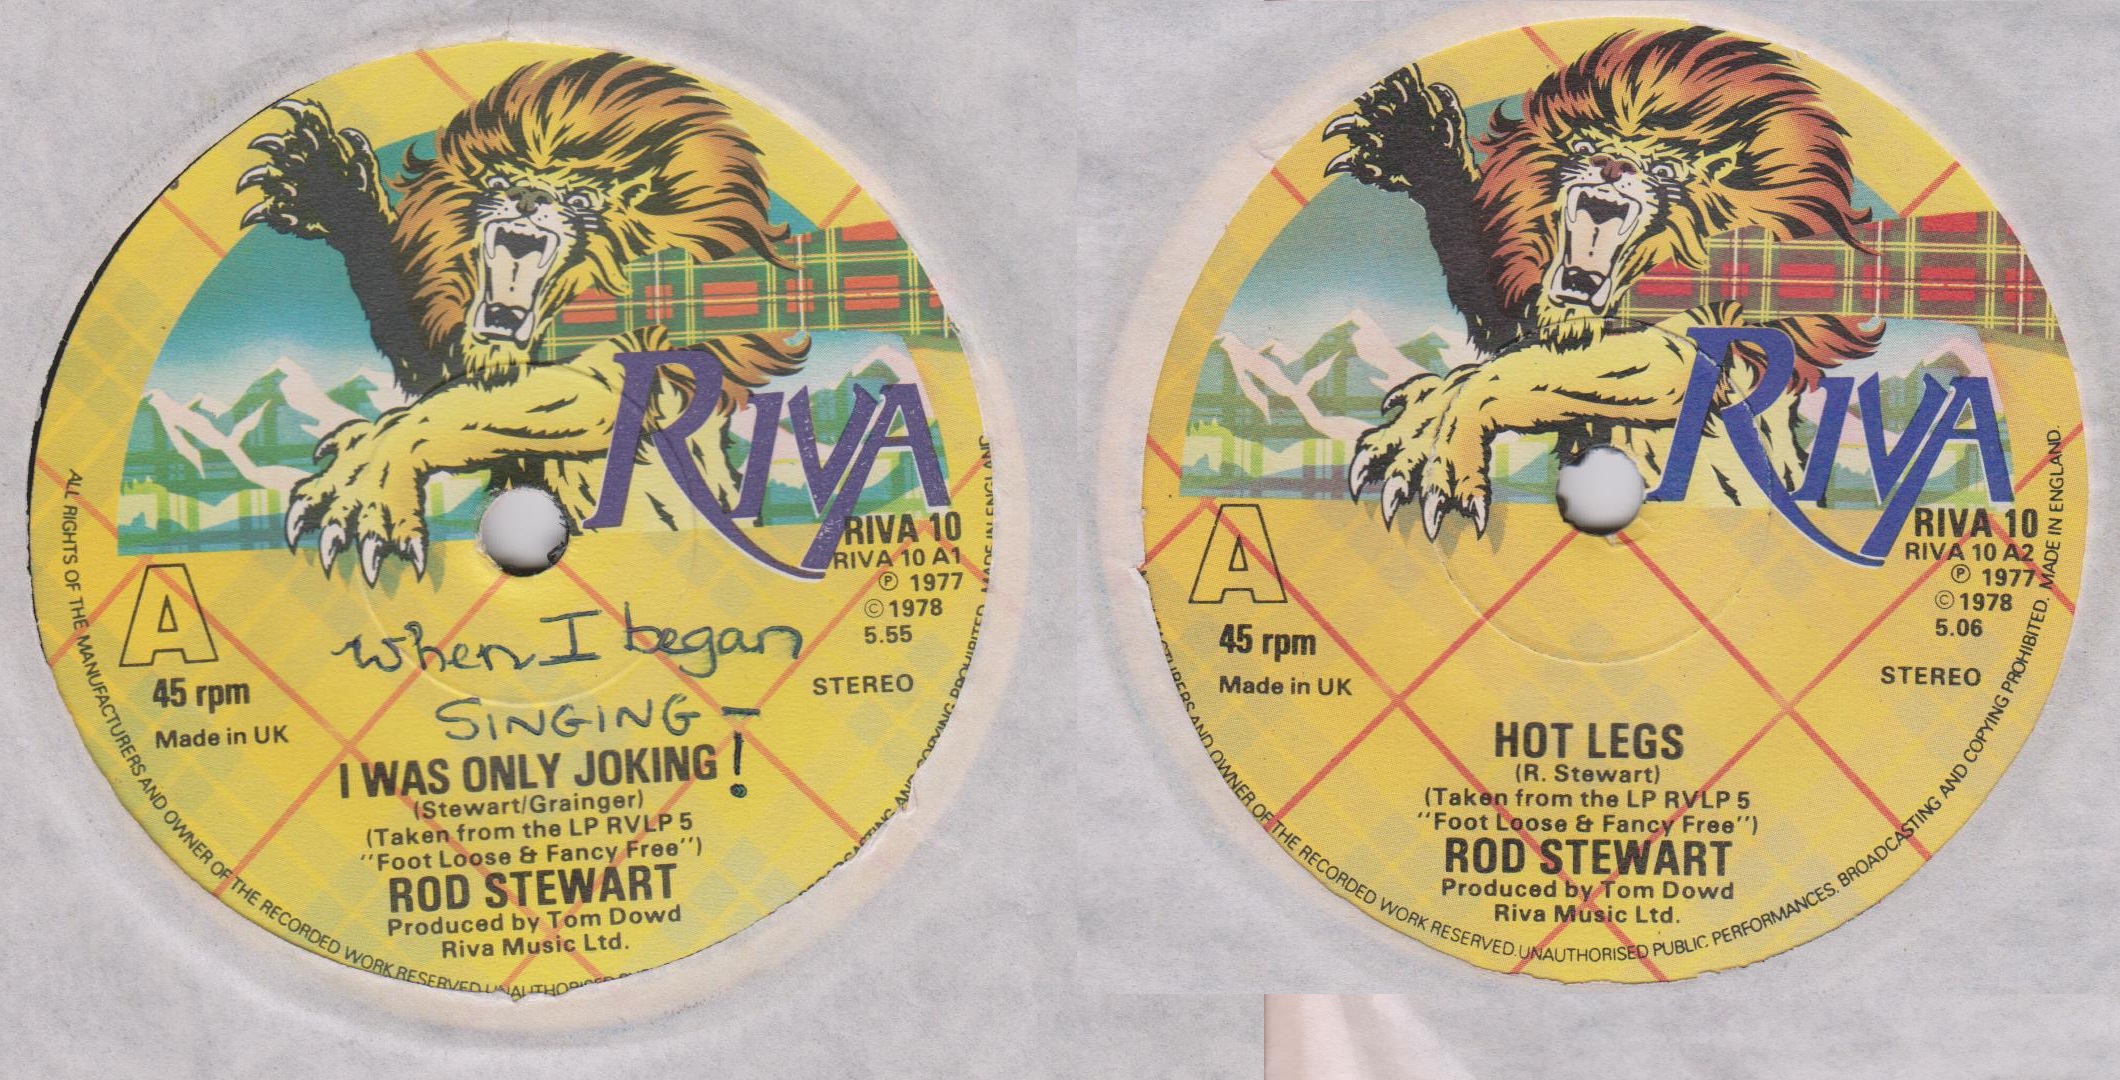 RIVA
RIVA 10
RIVA 10 A1
Ⓟ 1977
©1978
5.55
A
45 rpm
Made in UK
STEREO
when I began
SINGING –
I WAS ONLY JOKING !
(Stewart/Grainger)
(Taken from the LP RVLP 5
"Foot Loose & Fancy Free")
ROD STEWART
Produced by Tom Dowd
Riva Music Ltd.
ALL RIGHTS OF THE MANUFACTURERS AND OWNER OF THE RECORDED WORK RESERVED. UNAUTHORISED COPYING PROHIBITED. MADE IN ENGLAND
RIVA
RIVA 10
RIVA 10 A2
Ⓟ 1977
©1978
5.06
A
45 rpm
Made in UK
STEREO
HOT LEGS
(R. Stewart)
(Taken from the LP RVLP 5
"Foot Loose & Fancy Free")
ROD STEWART
Produced by Tom Dowd
Riva Music Ltd.
AND OWNER OF THE RECORDED WORK RESERVED. UNAUTHORISED PUBLIC PERFORMANCES. BROADCASTING AND COPYING PROHIBITED. MADE IN ENGLAND.